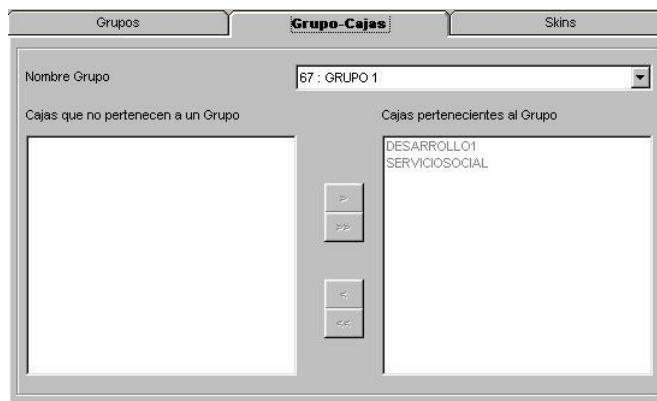 Grupos Grupo-Cajas Skins
Nombre Grupo 67 : GRUPO 1
Cajas que no pertenecen a un Grupo Cajas pertenecientes al Grupo
DESARROLLO1
SERVICIOSOCIAL
>
>>
<
<<